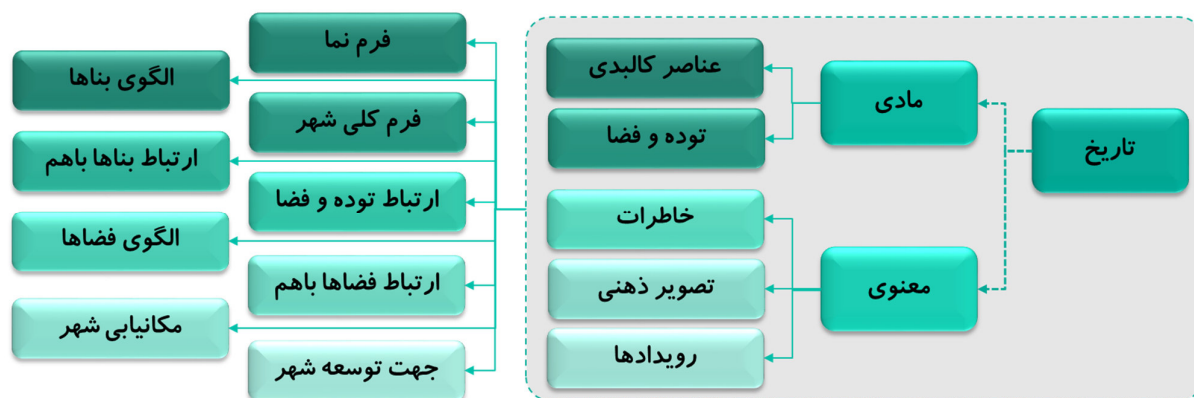 تاریخ
مادی
معنوی
عناصر کالبدی
توده و فضا
خاطرات
تصویر ذهنی
رویدادها
فرم نما
الگوی بناها
فرم کلی شهر
ارتباط بناها باهم
ارتباط توده و فضا
الگوی فضاها
ارتباط فضاها باهم
مکانیابی شهر
جهت توسعه شهر